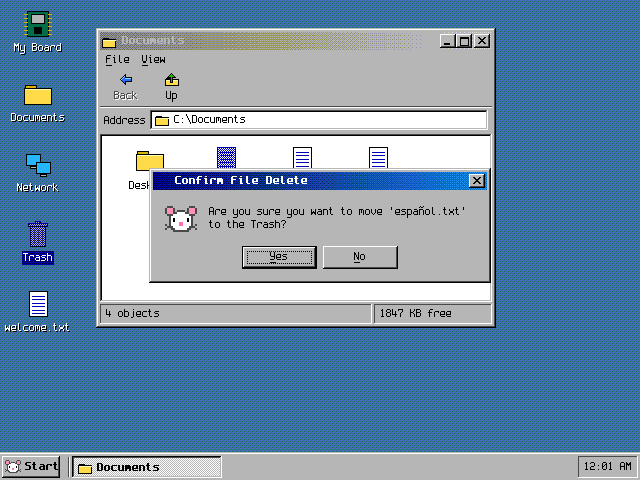 My Board
Documents
Network
Trash
welcome.txt
Documents
File View
Back Up
Address C:\Documents
Confirm File Delete
Are you sure you want to move 'español.txt'
to the Trash?
Yes No
4 objects 1847 KB free
Start Documents 12:01 AM